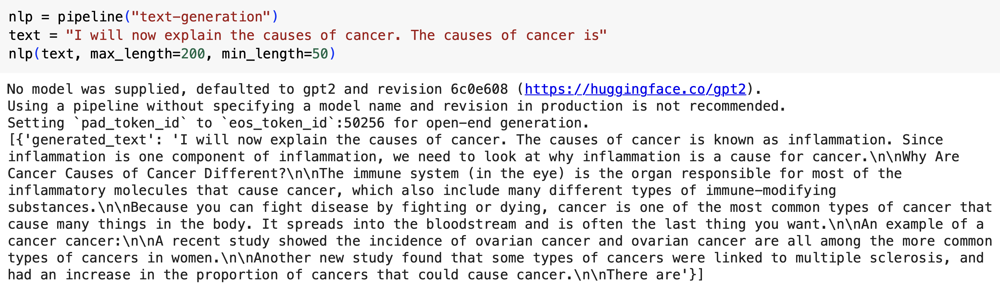 nlp = pipeline("text-generation")
text = "I will now explain the causes of cancer. The causes of cancer is"
nlp(text, max_length=200, min_length=50)
No model was supplied, defaulted to gpt2 and revision 6c0e608 (https://huggingface.co/gpt2).
Using a pipeline without specifying a model name and revision in production is not recommended.
Setting `pad_token_id` to `eos_token_id`:50256 for open-end generation.
[{'generated_text': 'I will now explain the causes of cancer. The causes of cancer is known as inflammation. Since
inflammation is one component of inflammation, we need to look at why inflammation is a cause for cancer.\n\nWhy Are
Cancer Causes of Cancer Different?\n\nThe immune system (in the eye) is the organ responsible for most of the
inflammatory molecules that cause cancer, which also include many different types of immune-modifying
substances.\n\nBecause you can fight disease by fighting or dying, cancer is one of the most common types of cancer that
cause many things in the body. It spreads into the bloodstream and is often the last thing you want.\n\nAn example of a
cancer cancer:\n\nA recent study showed the incidence of ovarian cancer and ovarian cancer are all among the more common
types of cancers in women.\n\nAnother new study found that some types of cancers were linked to multiple sclerosis, and
had an increase in the proportion of cancers that could cause cancer.\n\nThere are'}]